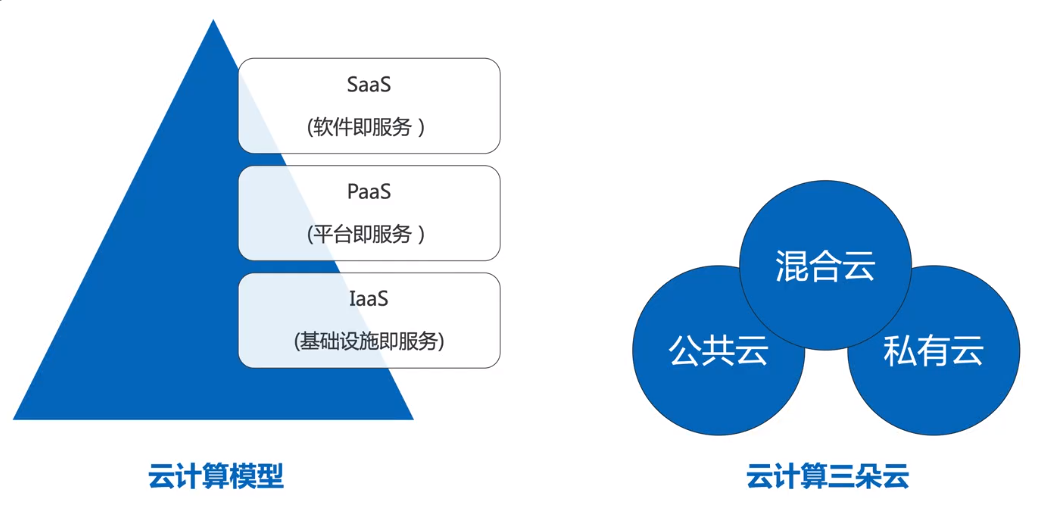 SaaS
(软件即服务 )
PaaS
(平台即服务 )
IaaS
(基础设施即服务)
云计算模型
混合云
公共云
私有云
云计算三朵云